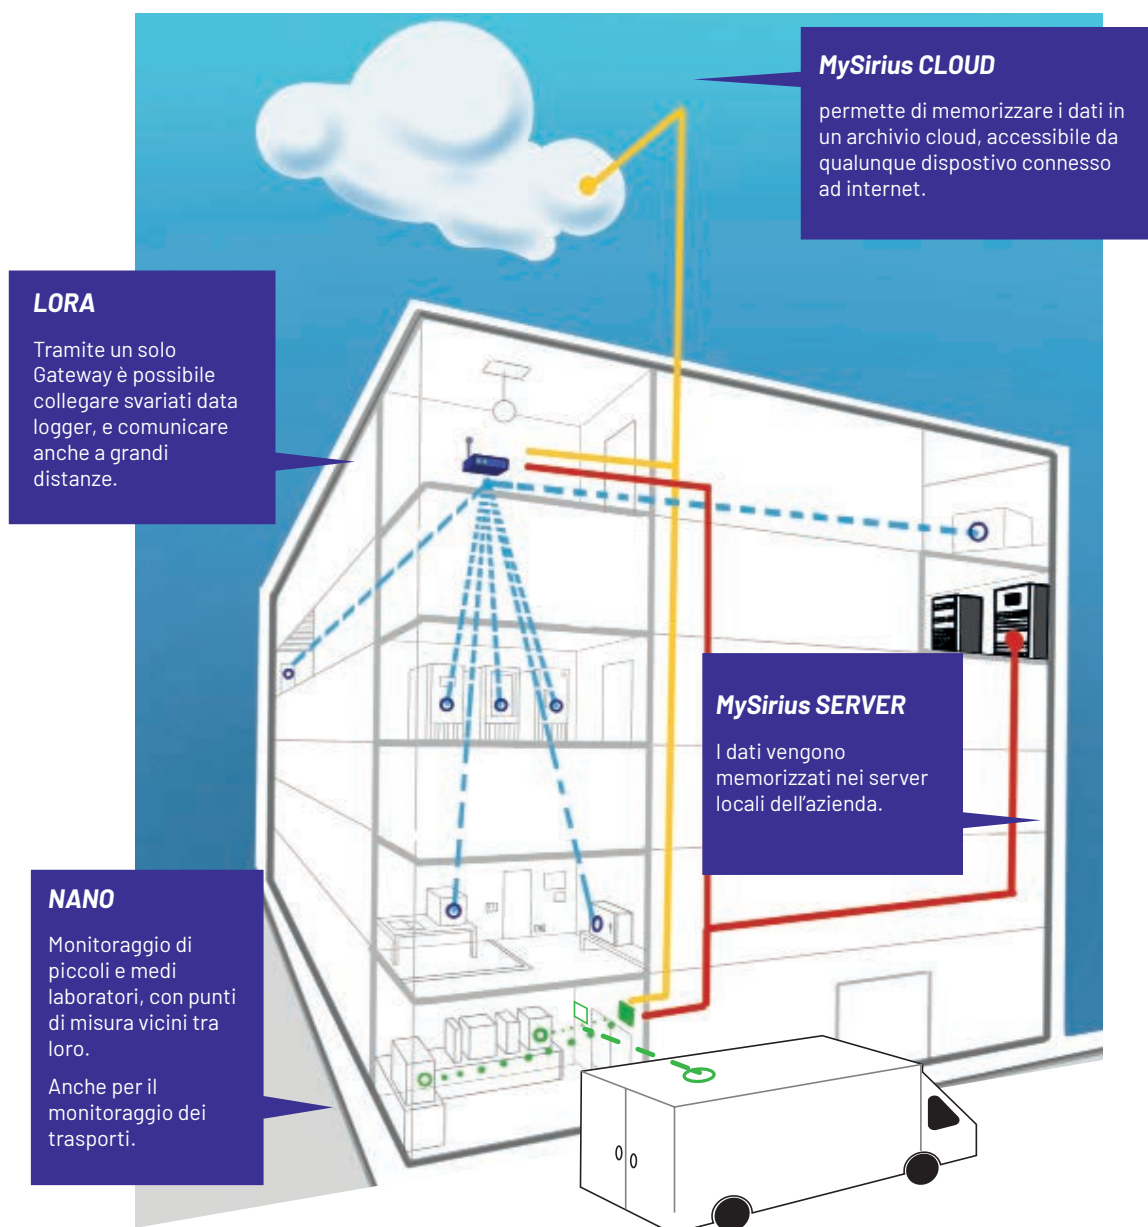 MySirius CLOUD
permette di memorizzare i dati in
un archivio cloud, accessibile da
qualunque dispostivo connesso
ad internet.
LORA
Tramite un solo
Gateway è possibile
collegare svariati data
logger, e comunicare
anche a grandi
distanze.
MySirius SERVER
I dati vengono
memorizzati nei server
locali dell’azienda.
NANO
Monitoraggio di
piccoli e medi
laboratori, con punti
di misura vicini tra
loro.
Anche per il
monitoraggio dei
trasporti.